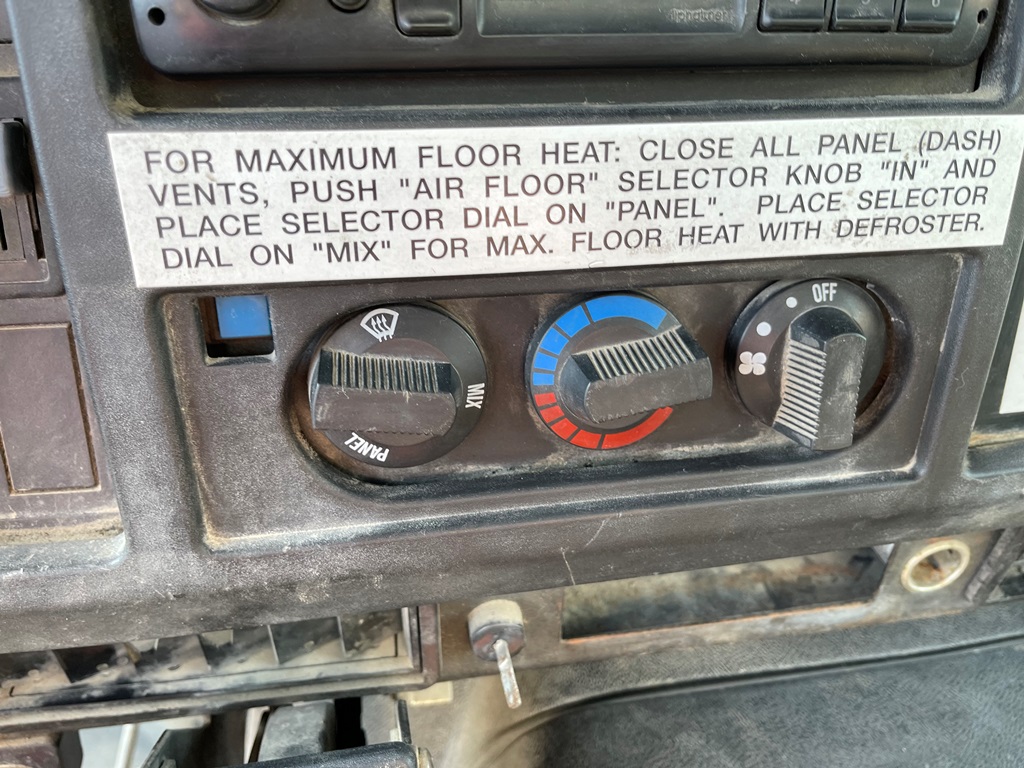 FOR MAXIMUM FLOOR HEAT: CLOSE ALL PANEL (DASH)
VENTS, PUSH "AIR FLOOR" SELECTOR KNOB "IN" AND
PLACE SELECTOR DIAL ON "PANEL". PLACE SELECTOR
DIAL ON "MIX" FOR MAX. FLOOR HEAT WITH DEFROSTER.
OFF
MIX
PANEL